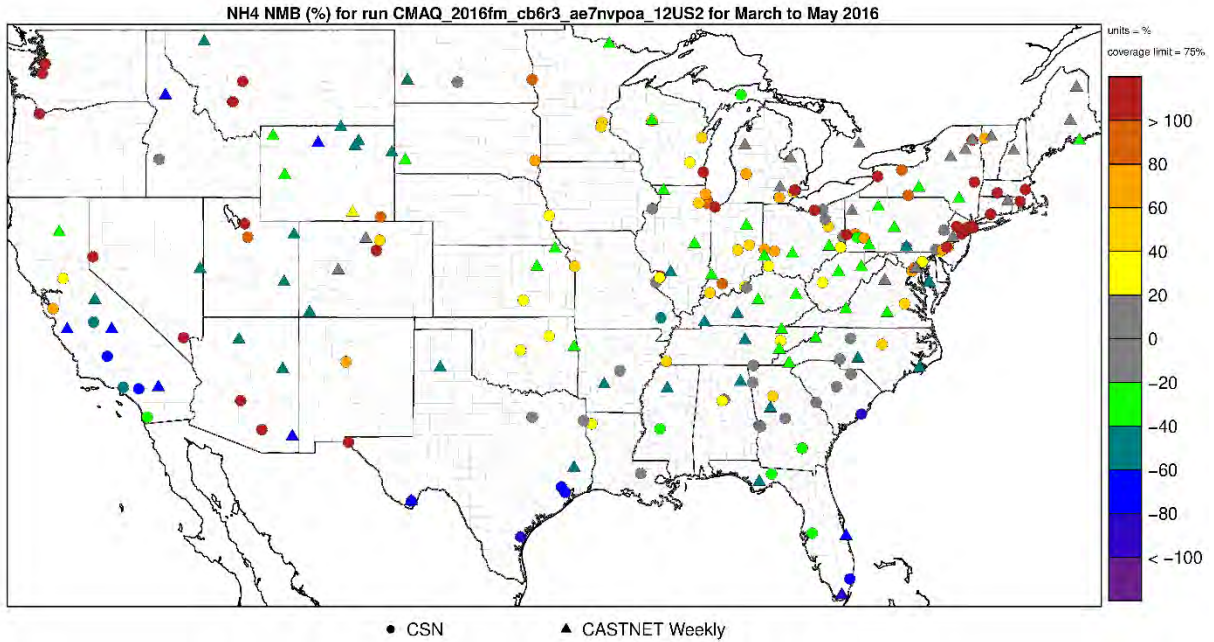 NH4 NMB (%) for run CMAQ_2016fm_cb6r3_ae7nvpoa_12US2 for March to May 2016
units = %
coverage limit = 75%
> 100
80
60
40
20
0
−20
−40
−60
−80
< −100
CSN
CASTNET Weekly